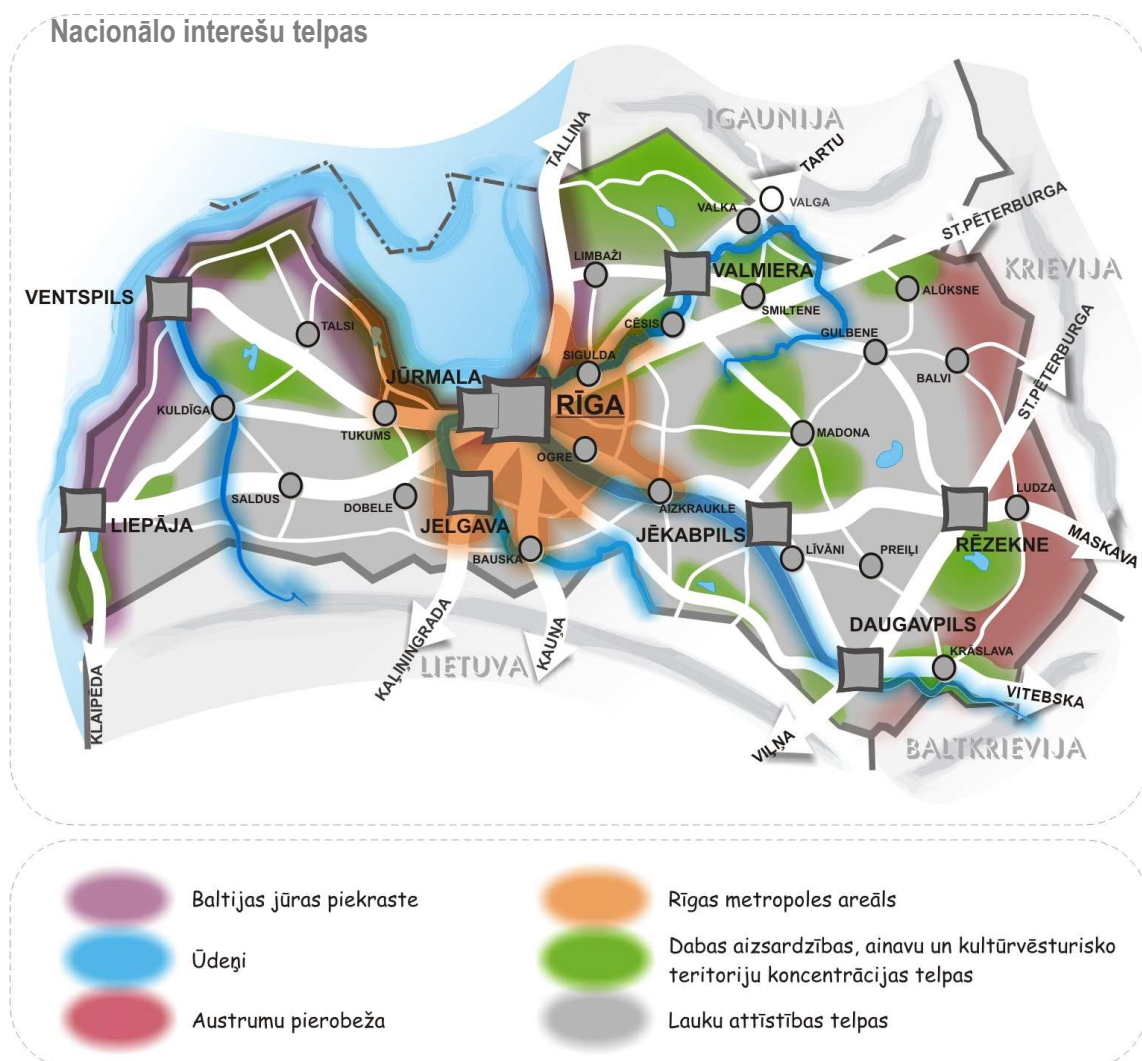 Nacionālo interešu telpas
IGAUNIJA
TALLINA
TARTU
VALKA
VALGA
ST.PĒTERBURGA
LIMBAŽI
VALMIERA
KRIEVIJA
VENTSPILS
ALŪKSNE
SMILTENE
CĒSIS
TALSI
GULBENE
SIGULDA
BALVI
ST.PĒTERBURGA
JŪRMALA
RĪGA
KULDĪGA
TUKUMS
MADONA
OGRE
SALDUS
DOBELE
AIZKRAUKLE
LUDZA
LIEPĀJA
JELGAVA
JĒKABPILS
RĒZEKNE
MASKAVA
BAUSKA
LĪVĀNI
PREIĻI
DAUGAVPILS
KRĀSLAVA
KLAIPĒDA
KAĻIŅINGRADA
LIETUVA
KAUŅA
VITEBSKA
VIĻŅA
BALTKRIEVIJA
Baltijas jūras piekraste
Ūdeņi
Austrumu pierobeža
Rīgas metropoles areāls
Dabas aizsardzības, ainavu un kultūrvēsturisko
teritoriju koncentrācijas telpas
Lauku attīstības telpas